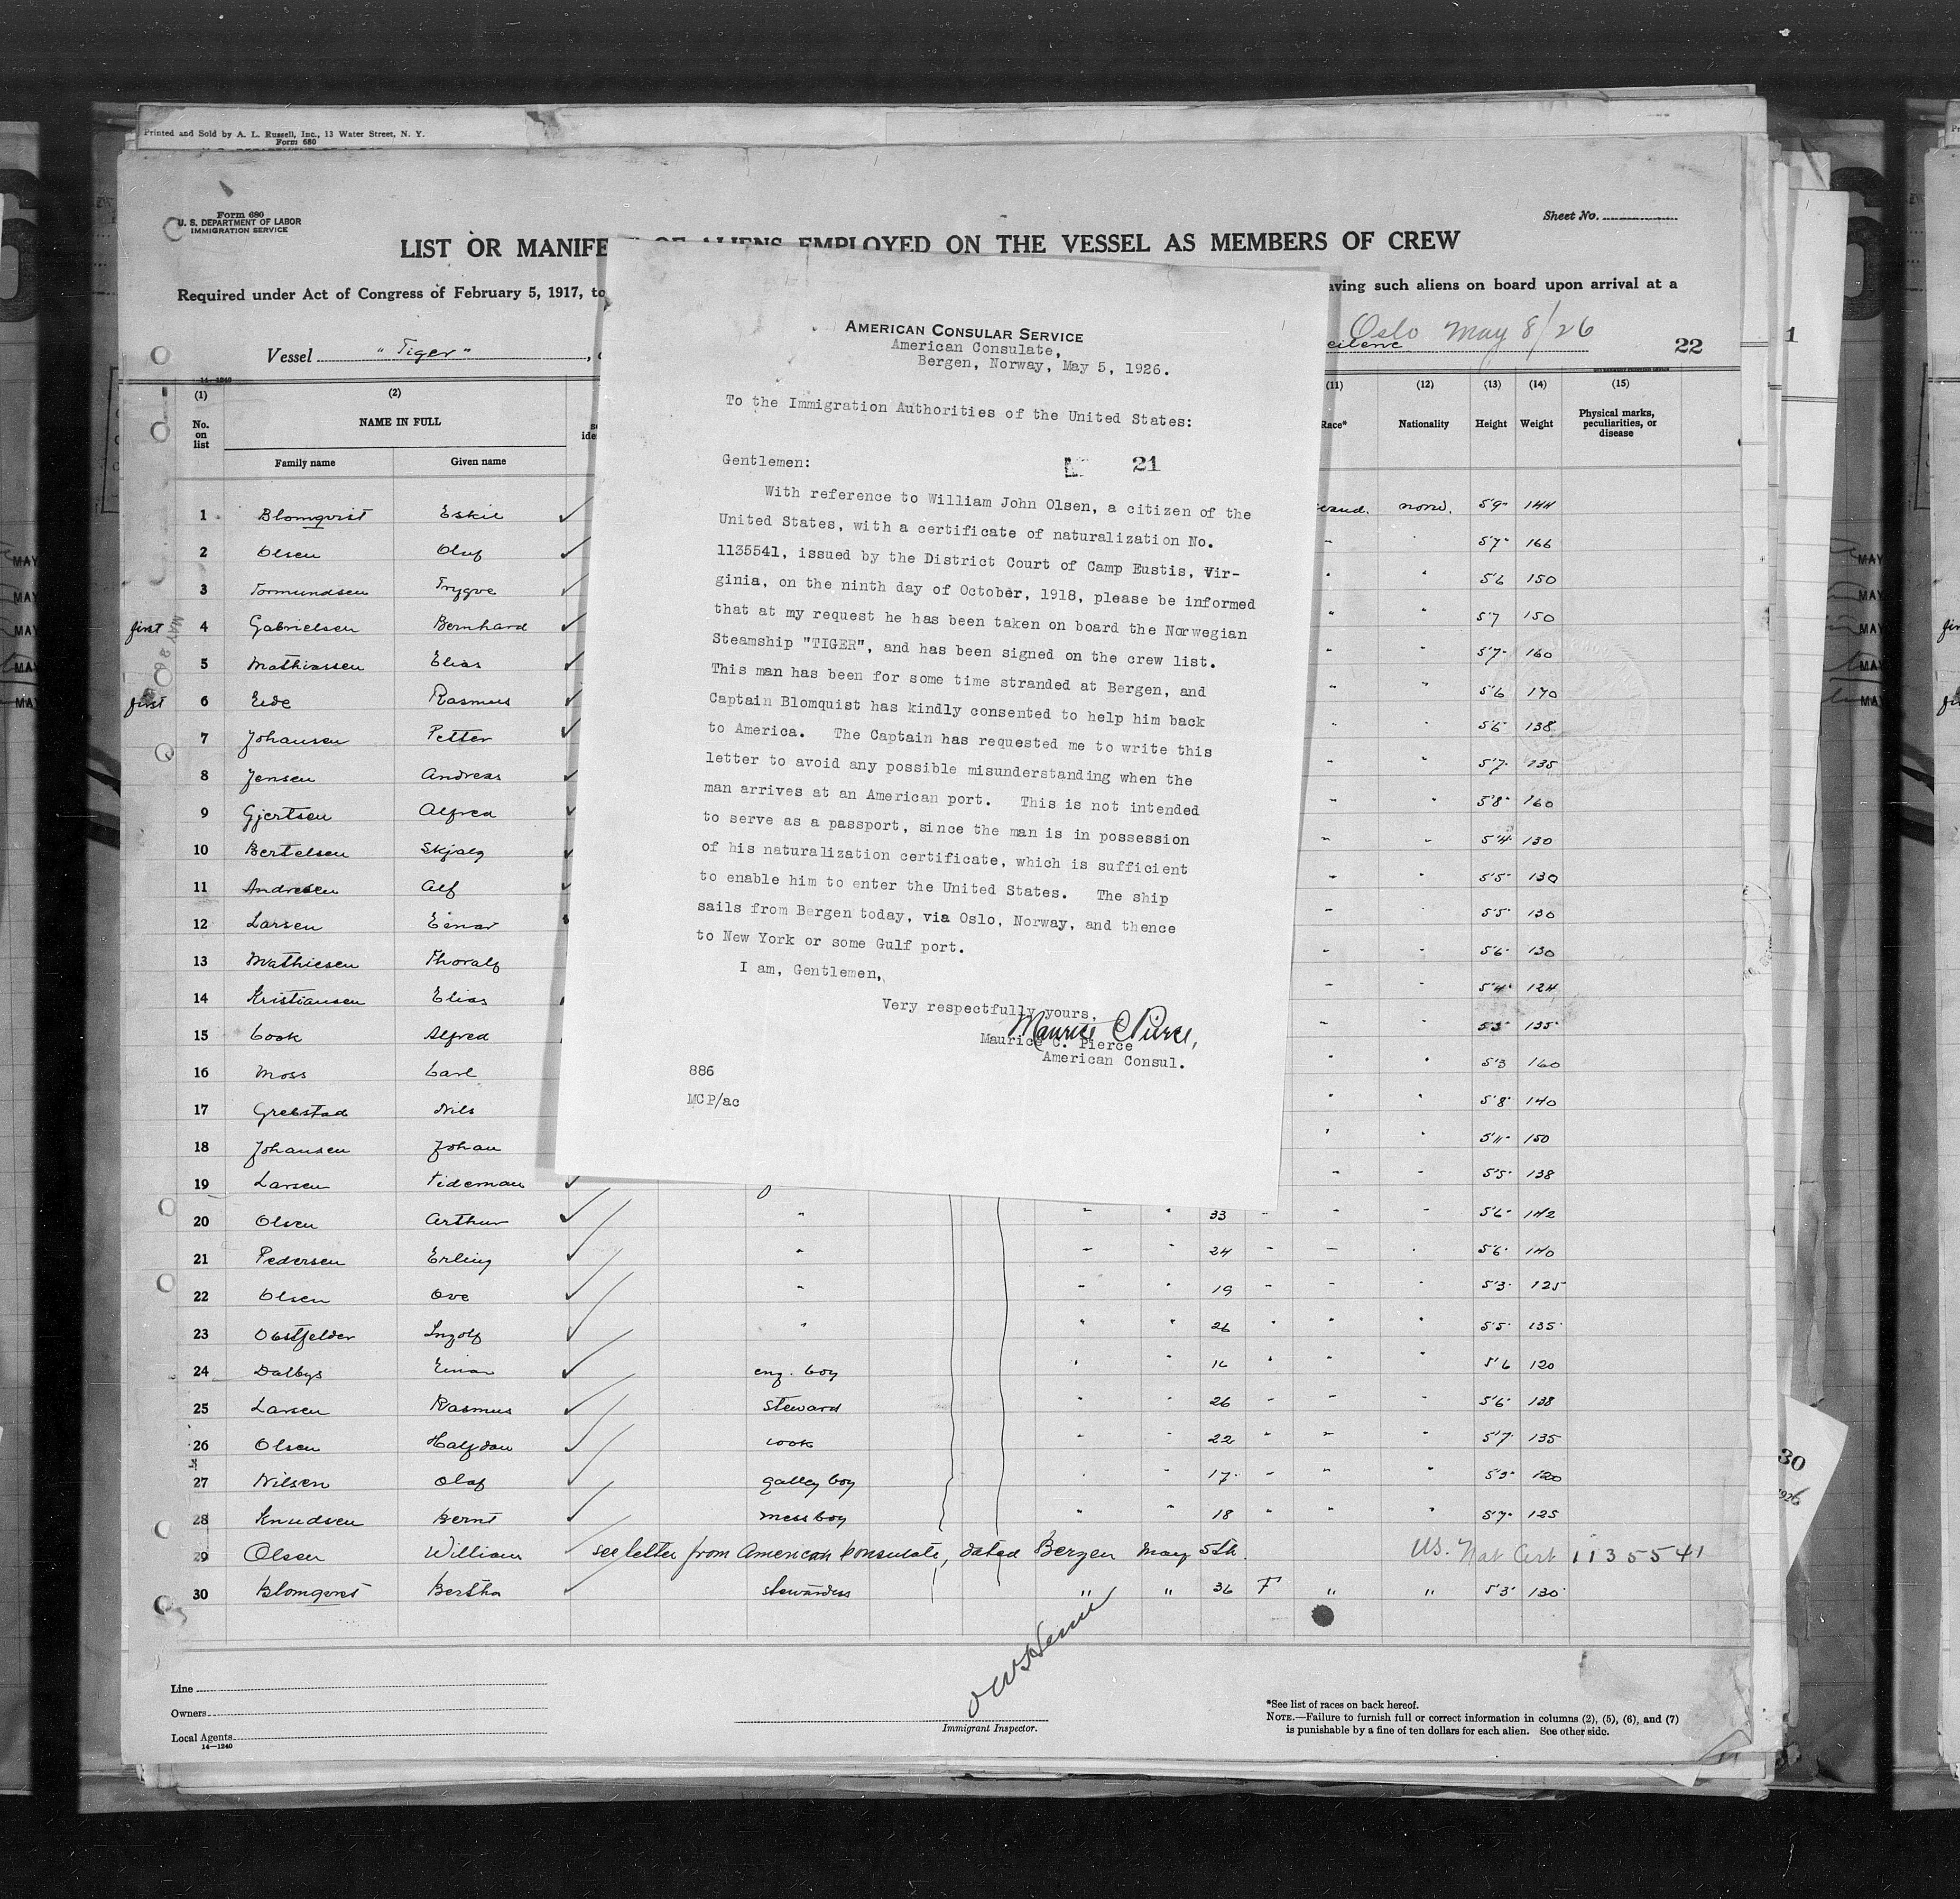 Printed and Sold by A. L. Russell, Inc., 13 Water Street, N. Y.
Form 680
Form 680
U. S. DEPARTMENT OF LABOR
IMMIGRATION SERVICE
Sheet No.
LIST OR MANIFE OF ALIENS EMPLOYED ON THE VESSEL AS MEMBERS OF CREW
Required under Act of Congress of February 5, 1917, to aving such aliens on board upon arrival at a
Vessel "Tiger" Oslo May 8/26
22
14-1240
(1) (2) (11) (12) (13) (14) (15)
No. on list NAME IN FULL Race* Nationality Height Weight Physical marks, peculiarities, or disease
Family name Given name
AMERICAN CONSULAR SERVICE
American Consulate,
Bergen, Norway, May 5, 1926.
To the Immigration Authorities of the United States:
Gentlemen:
21
With reference to William John Olsen, a citizen of the
United States, with a certificate of naturalization No.
1135541, issued by the District Court of Camp Eustis, Vir-
ginia, on the ninth day of October, 1918, please be informed
that at my request he has been taken on board the Norwegian
Steamship "TIGER", and has been signed on the crew list.
This man has been for some time stranded at Bergen, and
Captain Blomquist has kindly consented to help him back
to America. The Captain has requested me to write this
letter to avoid any possible misunderstanding when the
man arrives at an American port. This is not intended
to serve as a passport, since the man is in possession
of his naturalization certificate, which is sufficient
to enable him to enter the United States. The ship
sails from Bergen today, via Oslo, Norway, and thence
to New York or some Gulf port.
I am, Gentlemen,
Very respectfully yours,
Maurice C Pierce,
Maurice C. Pierce
American Consul.
886
MCP/ac
1 Blomqvist Eskil cand. norw. 5'9" 144
2 Olsen Oluf " " 5'7" 166
3 Tormundsen Trygve " " 5'6 150
first 4 Gabrielsen Bernhard " " 5'7 150
5 Mathiassen Elias " " 5'7" 160
first 6 Eide Rasmus " " 5'6 170
7 Johansen Petter " " 5'6" 138
8 Jensen Andreas " " 5'7" 135
9 Gjertsen Alfred " " 5'8" 160
10 Bertelsen Skjalg " " 5'4" 130
11 Andresen Alf " " 5'5" 130
12 Larsen Einar " " 5'5" 130
13 Mathiesen Thoralf " " 5'6" 130
14 Kristiansen Elias " " 5'4" 124
15 Cook Alfred " " 5'5" 135
16 Moss Carl " " 5'3 160
17 Grebstad Nils " " 5'8" 140
18 Johansen Johan " " 5'11" 150
19 Larsen Tideman " " 5'5" 138
20 Olsen Arthur " " " 33 " " " 5'6" 142
21 Pedersen Erling " " " 24 " " " 5'6" 140
22 Olsen Ove " " " 19 " " " 5'3" 125
23 Obstfelder Ingolf " " " 26 " " " 5'5" 135
24 Dalbys Einar eng. boy " " 16 " " " 5'6 120
25 Larsen Rasmus steward " " 26 " " " 5'6" 138
26 Olsen Halfdan cook " " 22 " " " 5'7" 135
27 Nilsen Olaf galley boy " " 17 " " " 5'3" 120
28 Knudsen Bernt mess boy " " 18 " " " 5'7" 125
29 Olsen William see letter from American Consulate, dated Bergen May 5th. US. Nat Cert 1135541
30 Blomqvist Bertha stewardess " " 36 F " " 5'3" 130
Line
Owners
Local Agents
14-1240
Immigrant Inspector.
*See list of races on back hereof.
NOTE.—Failure to furnish full or correct information in columns (2), (5), (6), and (7)
is punishable by a fine of ten dollars for each alien. See other side.
30